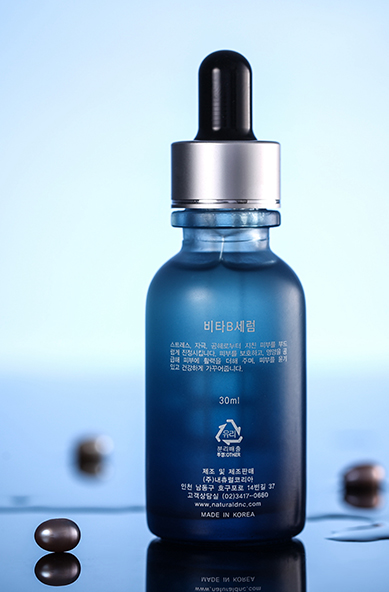 비타B세럼
스트레스, 자극, 공해로부터 지친 피부를 부드
럽게 진정시킵니다. 피부를 보호하고, 영양을 공
급해 피부에 활력을 더해 주며, 피부를 윤기
있고 건강하게 가꾸어줍니다.
30ml
유리
분리배출
뚜껑:OTHER
제조 및 제조판매
(주)내츄럴코리아
인천 남동구 호구포로 14번길 37
고객상담실 (02)3417-0660
www.naturaldnc.com
MADE IN KOREA